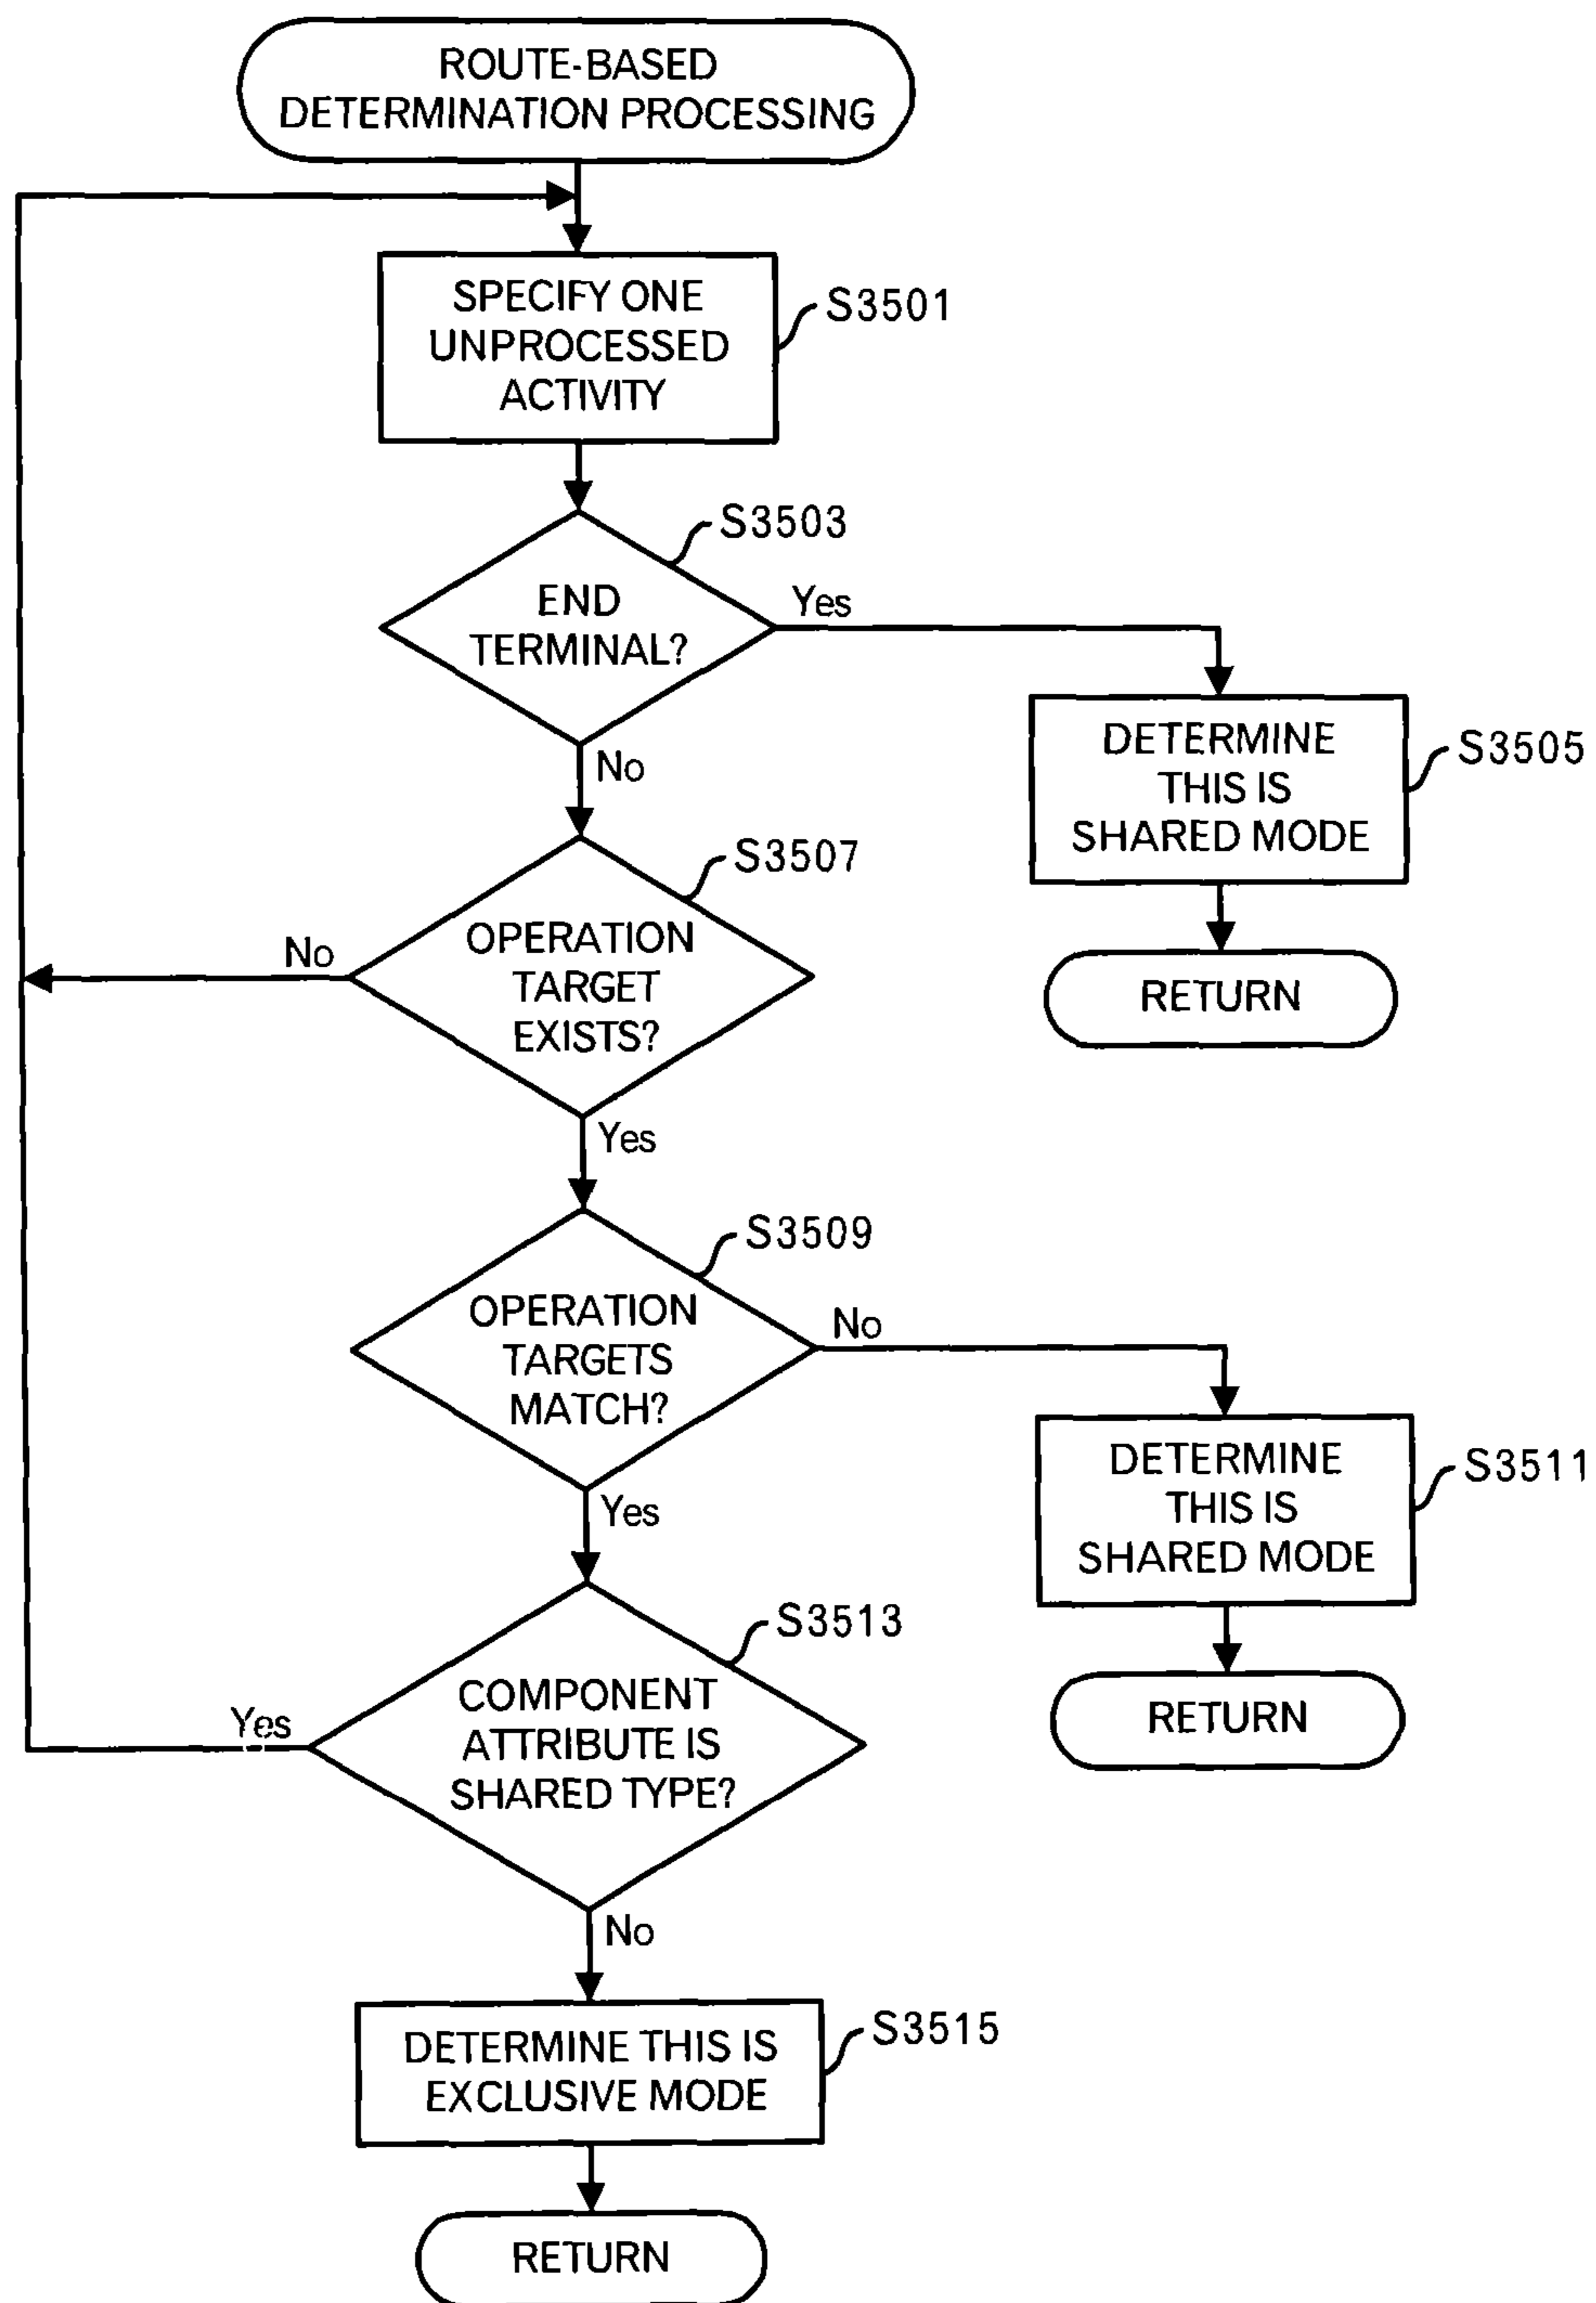 ROUTE-BASED
DETERMINATION PROCESSING
SPECIFY ONE
UNPROCESSED
ACTIVITY
S3501
S3503
END
TERMINAL?
Yes
No
DETERMINE
THIS IS
SHARED MODE
S3505
RETURN
S3507
OPERATION
TARGET
EXISTS?
No
Yes
S3509
OPERATION
TARGETS
MATCH?
No
Yes
DETERMINE
THIS IS
SHARED MODE
S3511
RETURN
S3513
COMPONENT
ATTRIBUTE IS
SHARED TYPE?
Yes
No
DETERMINE THIS IS
EXCLUSIVE MODE
S3515
RETURN